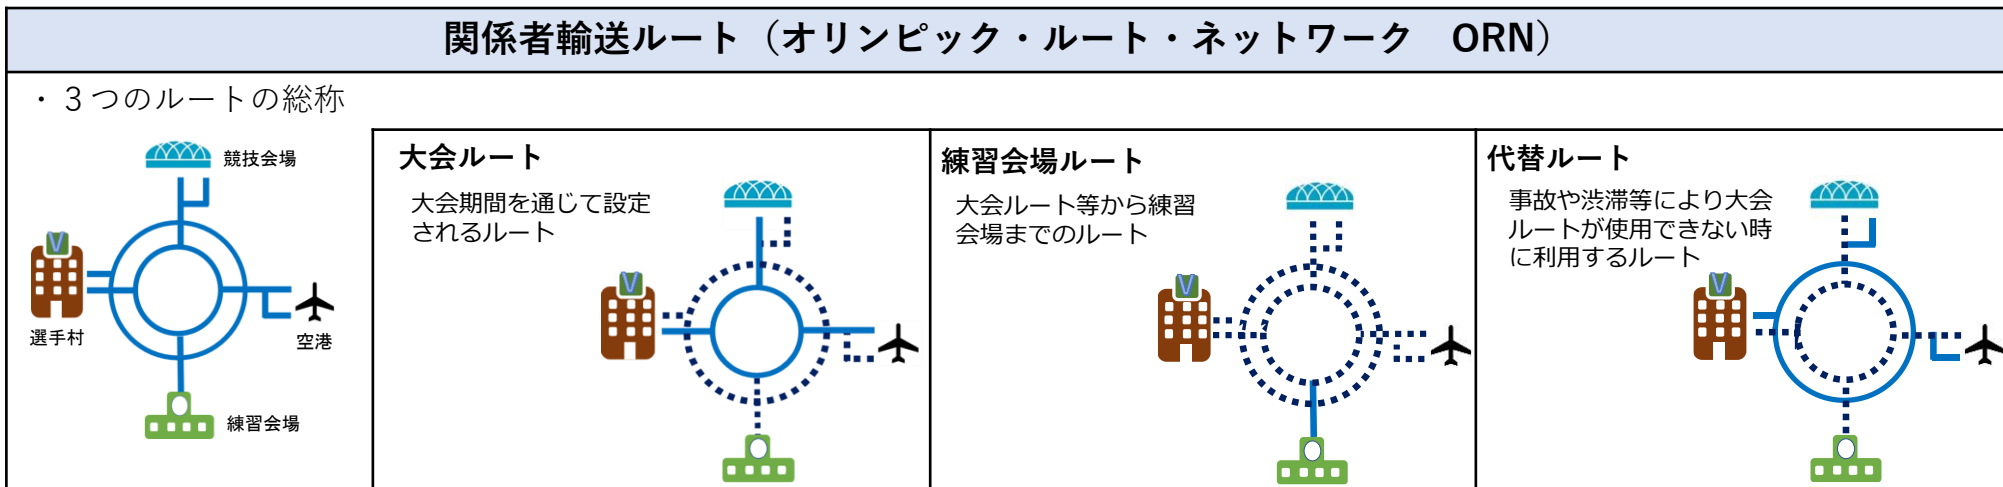 関係者輸送ルート（オリンピック・ルート・ネットワーク　ORN）
・３つのルートの総称
競技会場
選手村
空港
練習会場
大会ルート
大会期間を通じて設定
されるルート
練習会場ルート
大会ルート等から練習
会場までのルート
代替ルート
事故や渋滞等により大会
ルートが使用できない時
に利用するルート